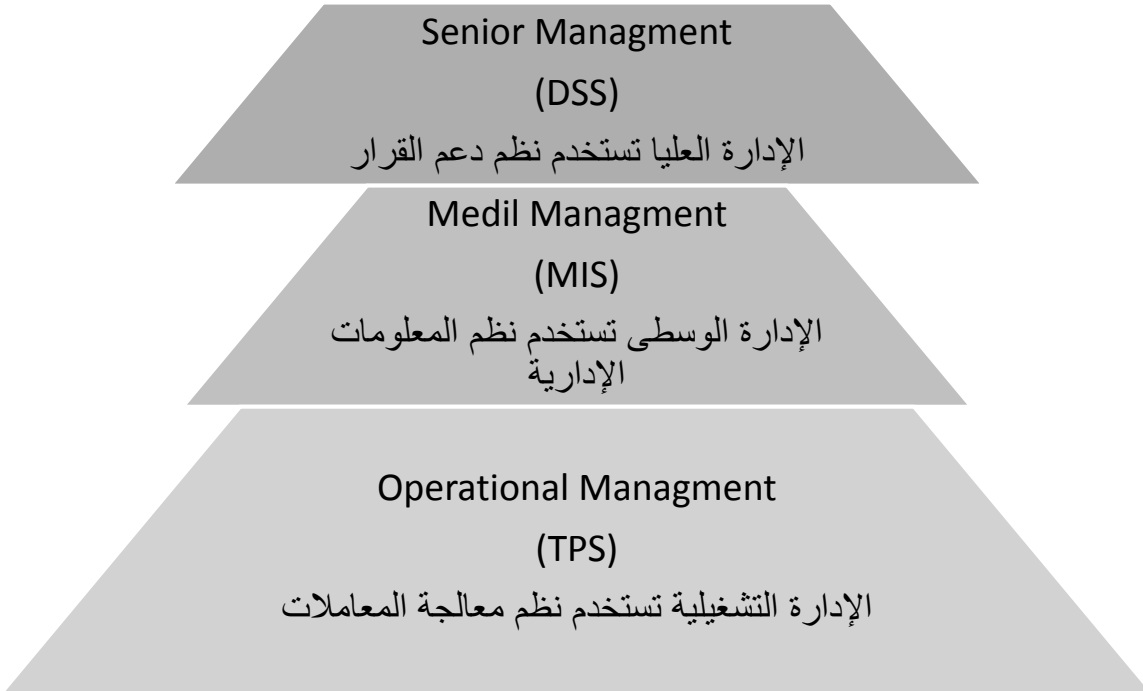 Senior Managment
(DSS)
الإدارة العليا تستخدم نظم دعم القرار
Medil Managment
(MIS)
الإدارة الوسطى تستخدم نظم المعلومات
الإدارية
Operational Managment
(TPS)
الإدارة التشغيلية تستخدم نظم معالجة المعاملات